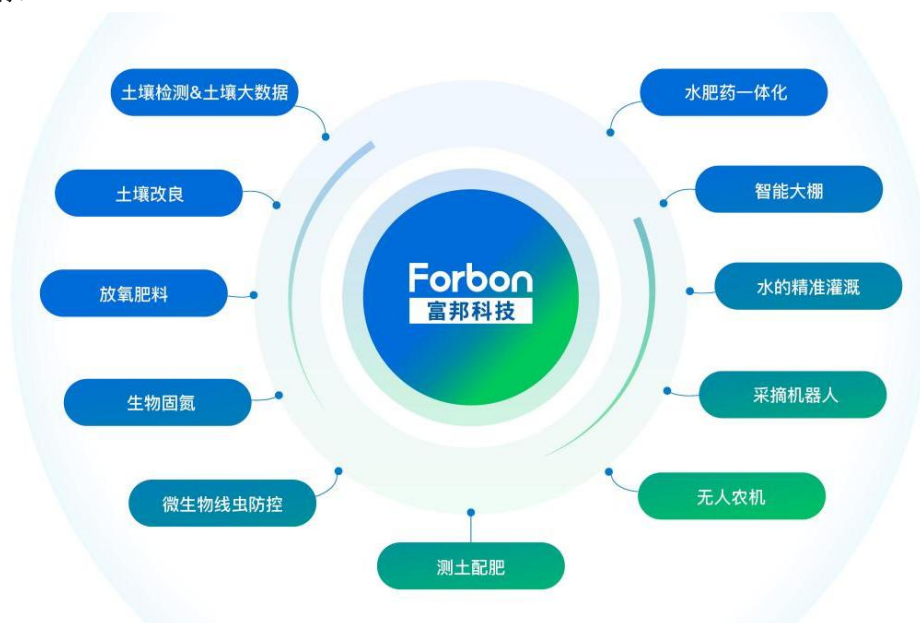 土壤检测&土壤大数据
土壤改良
放氧肥料
生物固氮
微生物线虫防控
测土配肥
Forbon
富邦科技
水肥药一体化
智能大棚
水的精准灌溉
采摘机器人
无人农机